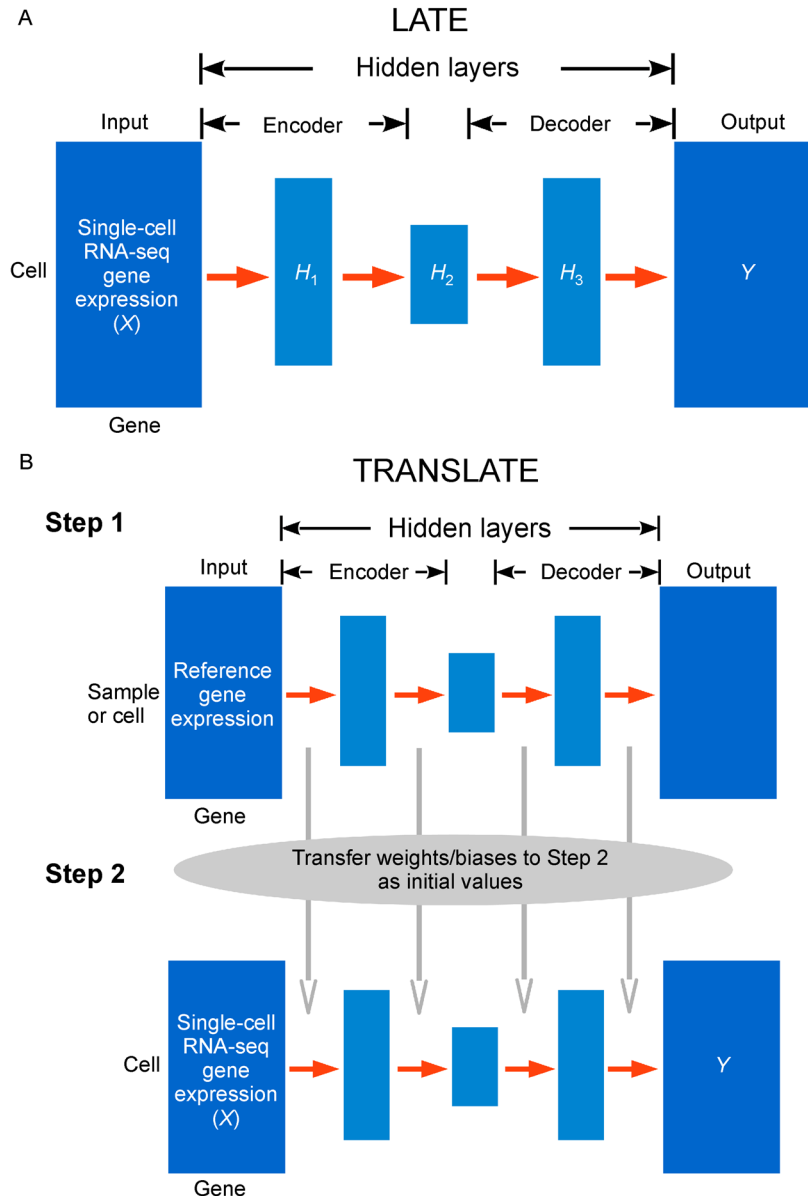 A
LATE
Hidden layers
Input
Encoder
Decoder
Output
Single-cell
RNA-seq
gene
expression
(X)
Cell
H1
H2
H3
Y
Gene
B
TRANSLATE
Step 1
Hidden layers
Input
Encoder
Decoder
Output
Reference
gene
expression
Sample
or cell
Gene
Step 2
Transfer weights/biases to Step 2
as initial values
Single-cell
RNA-seq
gene
expression
(X)
Cell
Y
Gene